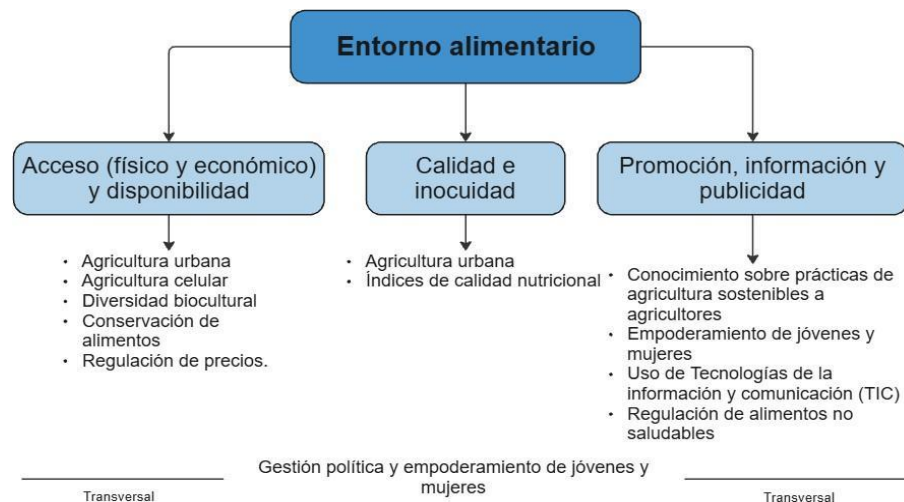 Entorno alimentario
Acceso (físico y económico)
y disponibilidad
Calidad e
inocuidad
Promoción, información y
publicidad
• Agricultura urbana
• Agricultura celular
• Diversidad biocultural
• Conservación de
alimentos
• Regulación de precios.
• Agricultura urbana
• Índices de calidad nutricional
• Conocimiento sobre prácticas de
agricultura sostenibles a
agricultores
• Empoderamiento de jóvenes y
mujeres
• Uso de Tecnologías de la
información y comunicación (TIC)
• Regulación de alimentos no
saludables
Gestión política y empoderamiento de jóvenes y
mujeres
Transversal
Transversal